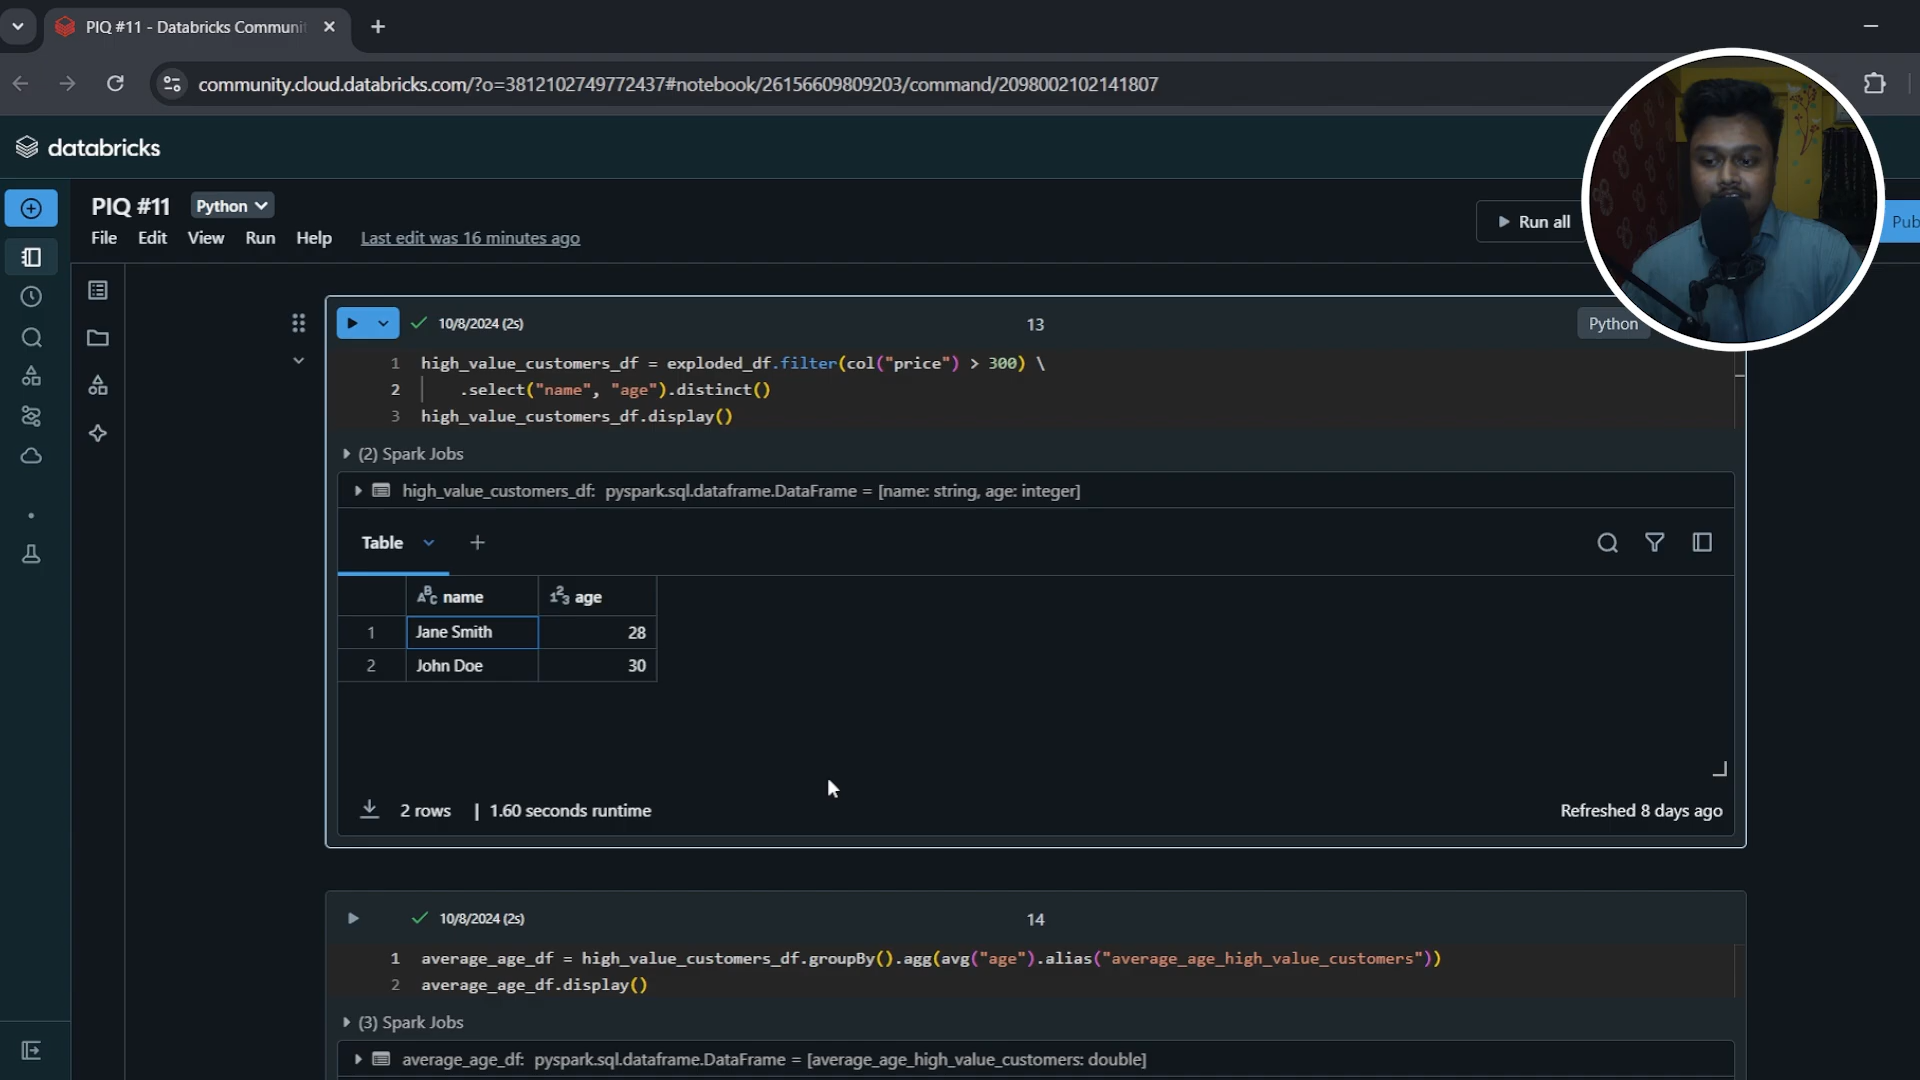 PIQ #11 - Databricks Communi
community.cloud.databricks.com/?o=3812102749772437#notebook/26156609809203/command/2098002102141807
databricks
PIQ #11 Python
File Edit View Run Help Last edit was 16 minutes ago
Run all
Pub
10/8/2024 (2s) 13 Python
1 high_value_customers_df = exploded_df.filter(col("price") > 300) \
2 .select("name", "age").distinct()
3 high_value_customers_df.display()
(2) Spark Jobs
high_value_customers_df: pyspark.sql.dataframe.DataFrame = [name: string, age: integer]
Table +
ABC name 123 age
1 Jane Smith 28
2 John Doe 30
2 rows | 1.60 seconds runtime Refreshed 8 days ago
10/8/2024 (2s) 14
1 average_age_df = high_value_customers_df.groupBy().agg(avg("age").alias("average_age_high_value_customers"))
2 average_age_df.display()
(3) Spark Jobs
average_age_df: pyspark.sql.dataframe.DataFrame = [average_age_high_value_customers: double]